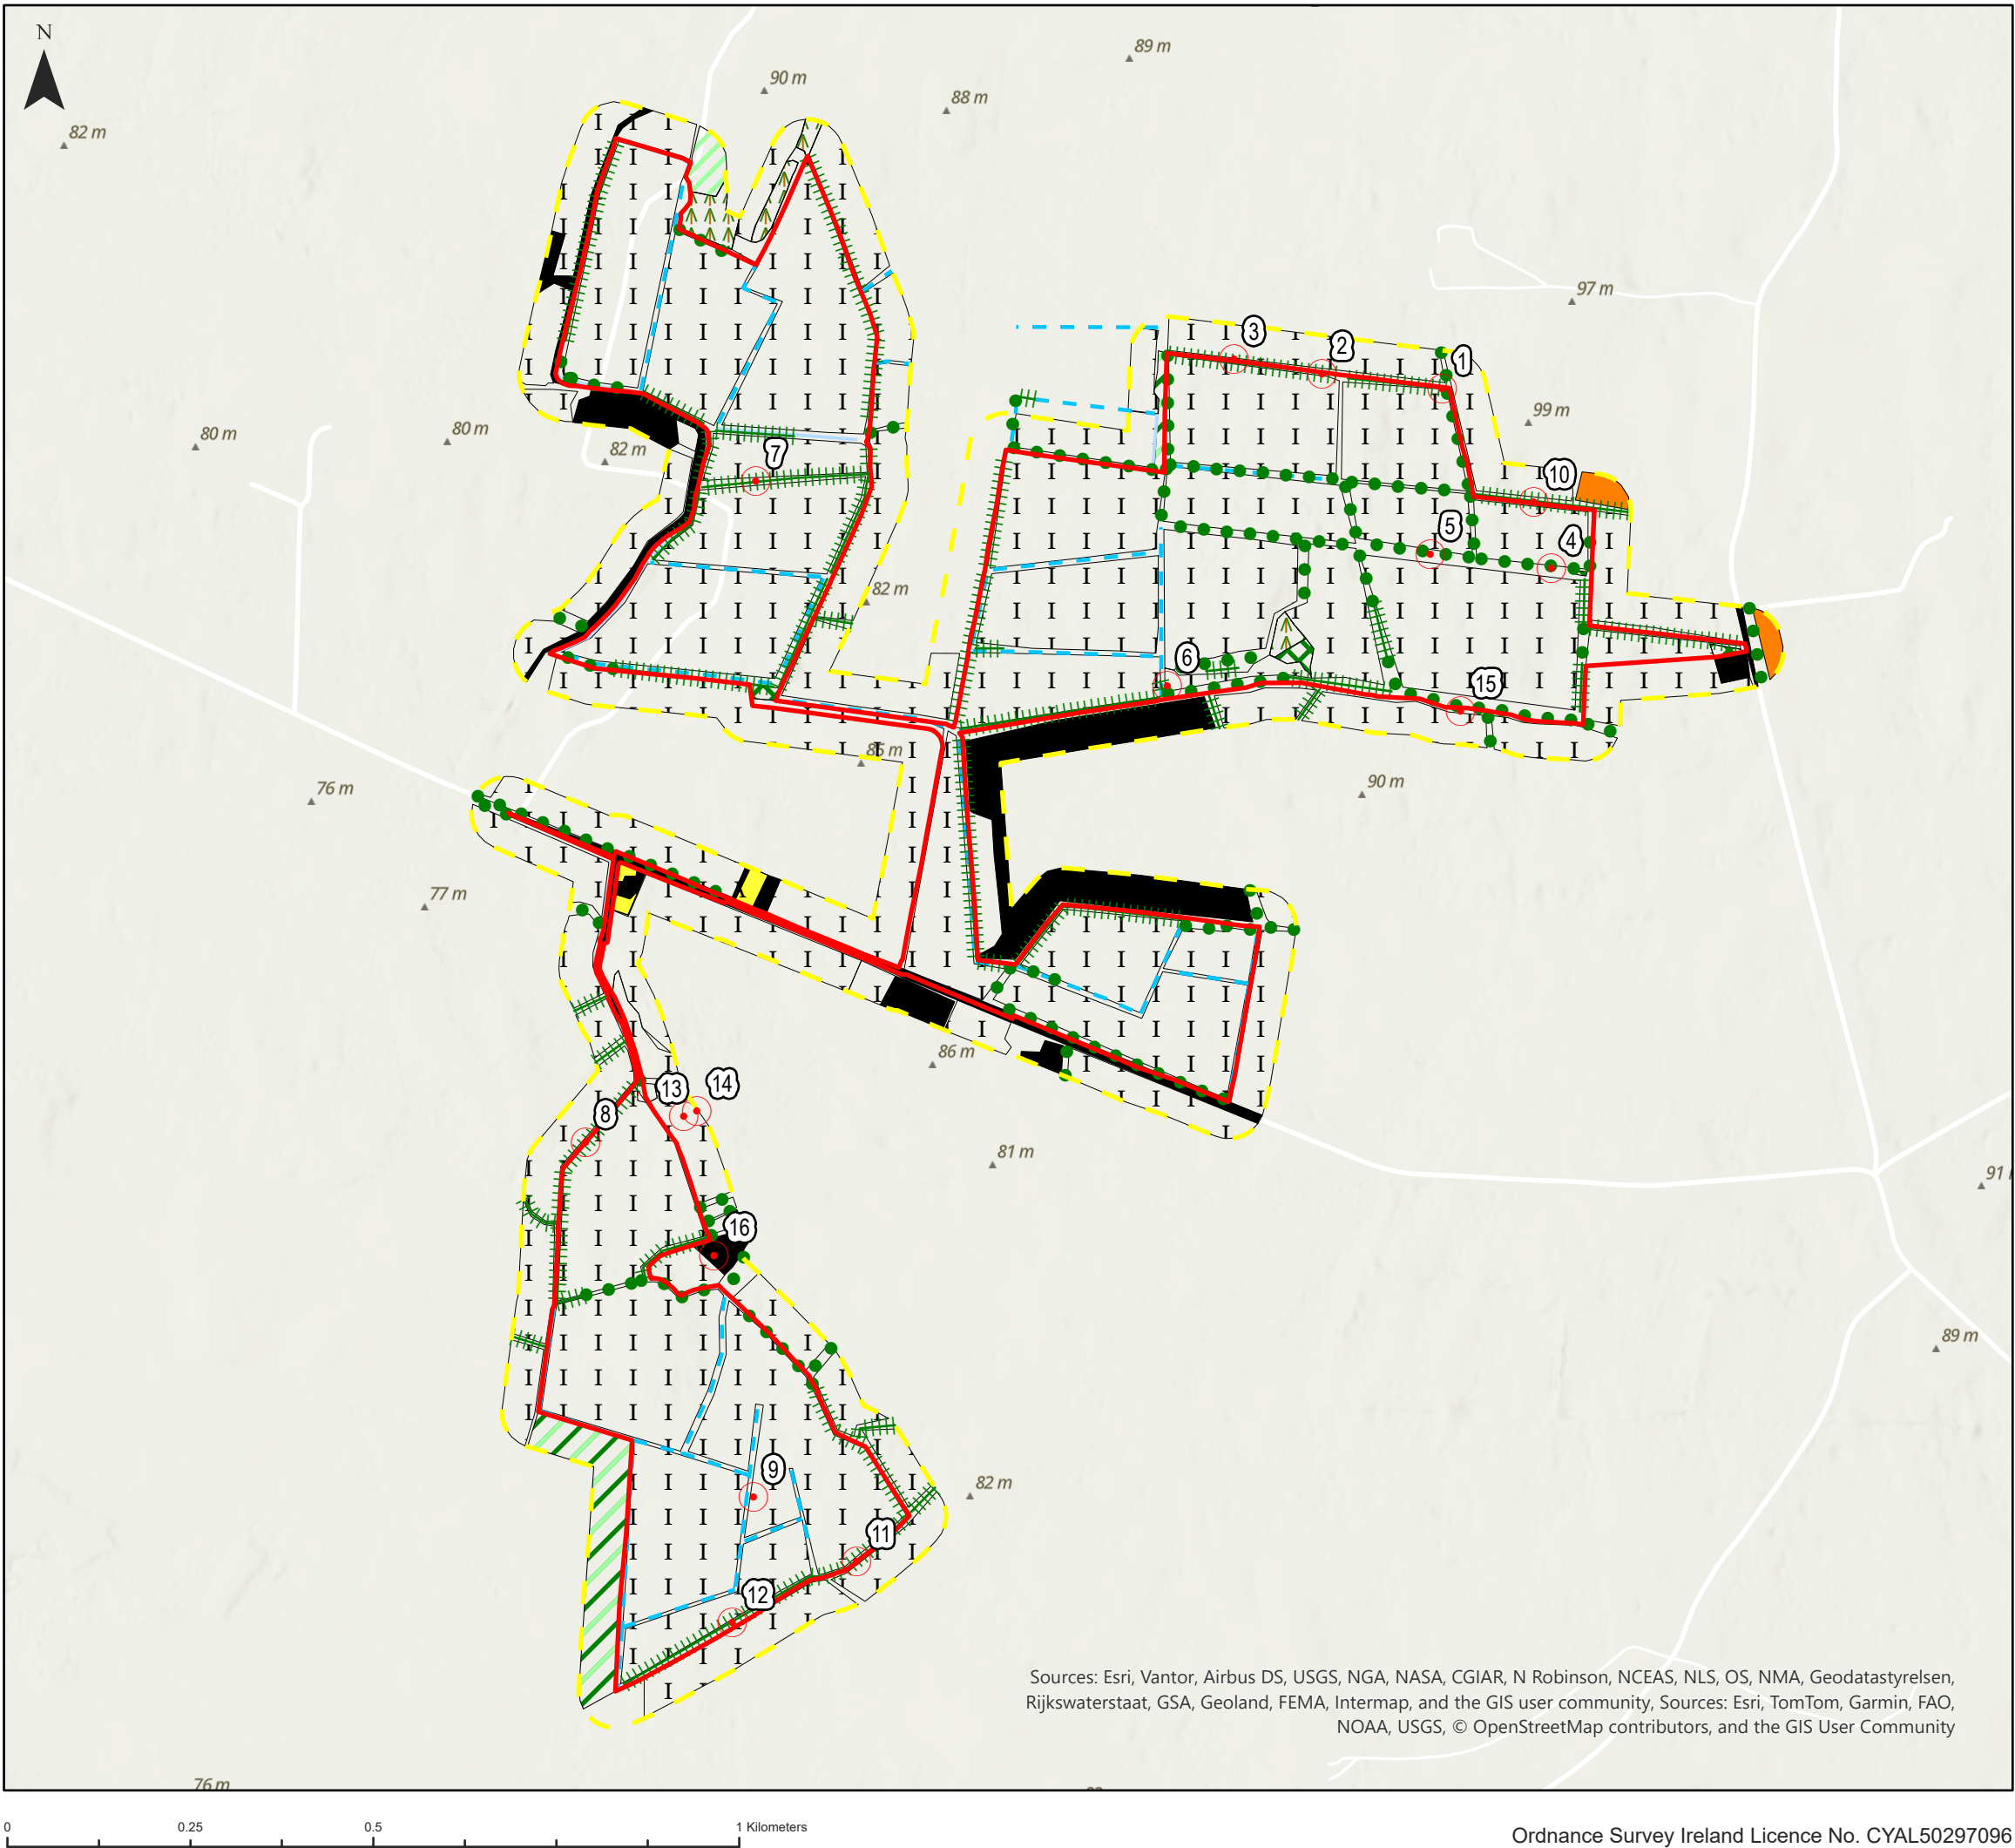 N
89 m
90 m
88 m
82 m
97 m
3
2
1
99 m
80 m
80 m
82 m
7
10
5
4
82 m
6
15
85 m
76 m
90 m
77 m
86 m
13
14
8
81 m
16
89 m
9
82 m
11
12
Sources: Esri, Vantor, Airbus DS, USGS, NGA, NASA, CGIAR, N Robinson, NCEAS, NLS, OS, NMA, Geodatastyrelsen,
Rijkswaterstaat, GSA, Geoland, FEMA, Intermap, and the GIS user community, Sources: Esri, TomTom, Garmin, FAO,
NOAA, USGS, © OpenStreetMap contributors, and the GIS User Community
76 m
0 0.25 0.5 1 Kilometers
Ordnance Survey Ireland Licence No. CYAL50297096